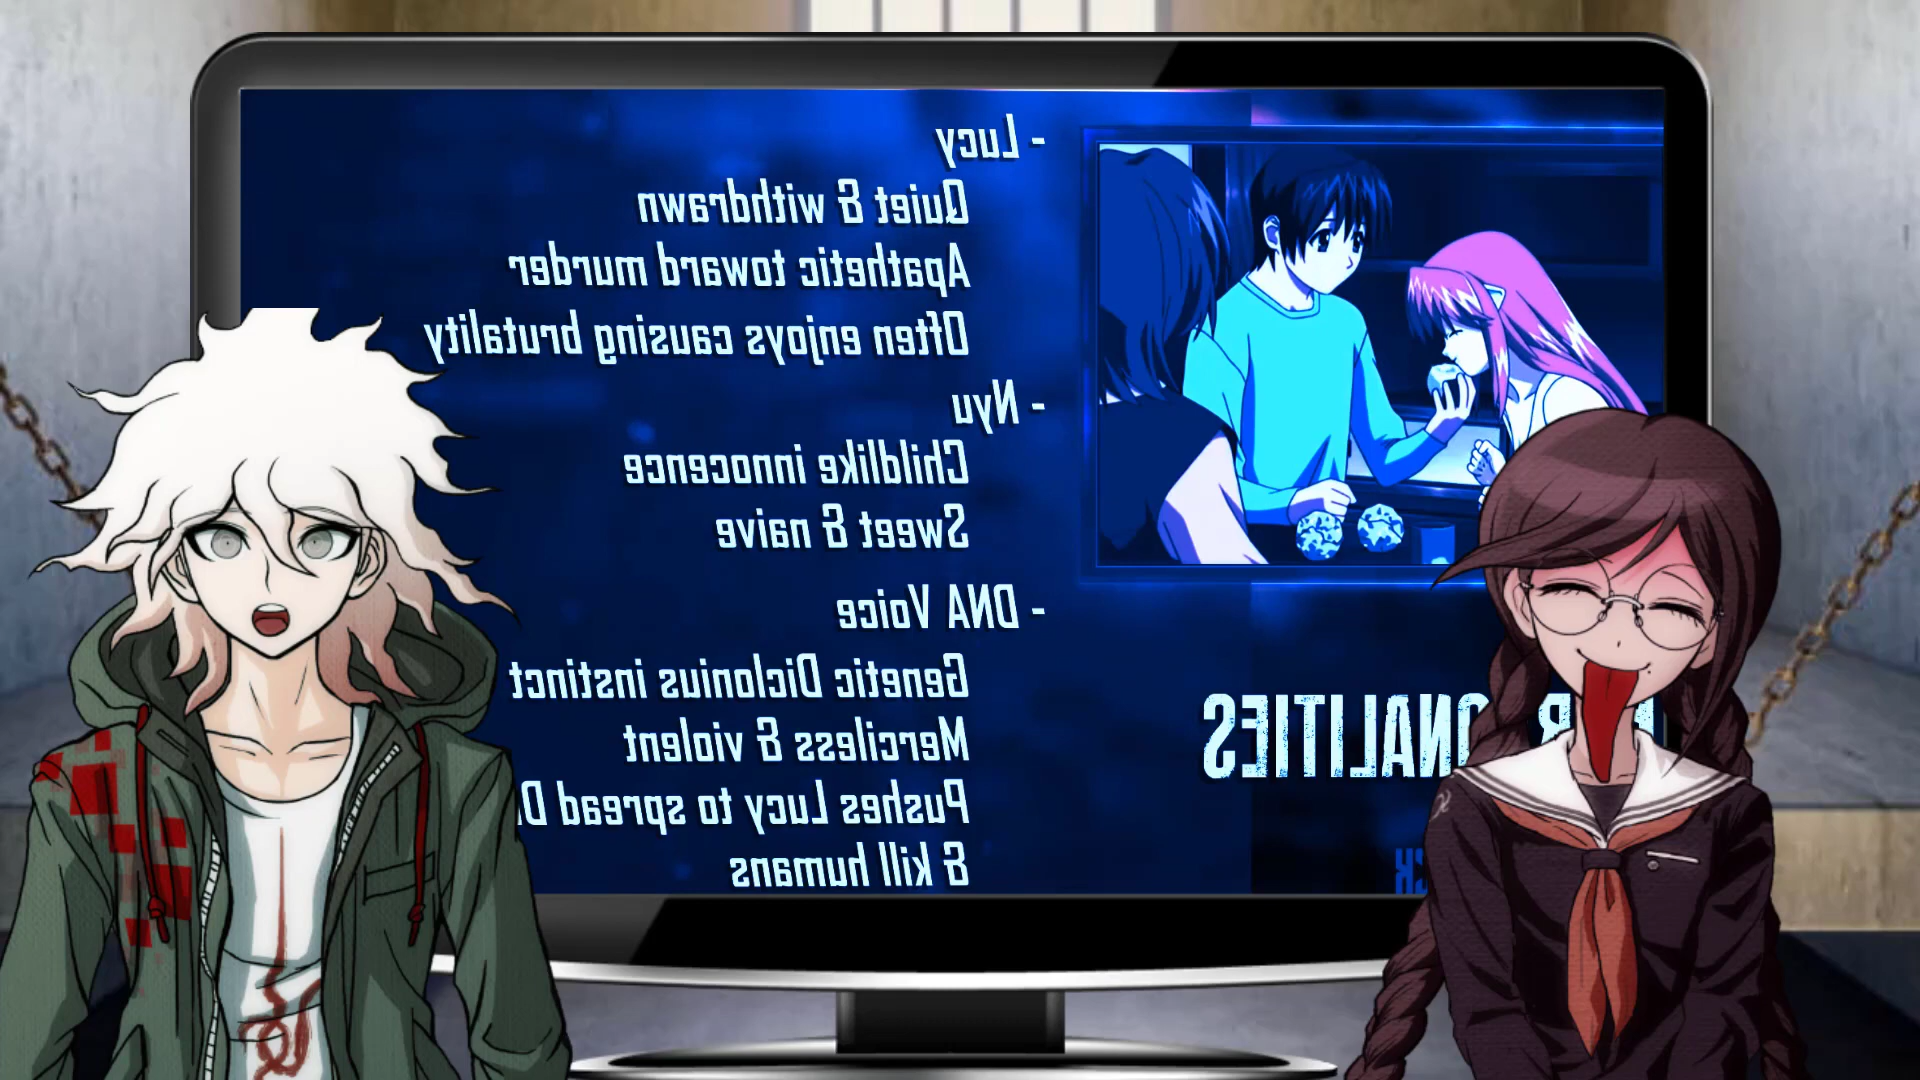 - Lucy
Quiet & withdrawn
Apathetic toward murder
Often enjoys causing brutality
- Nyu
Childlike innocence
Sweet & naive
- DNA Voice
Genetic Diclonius instinct
Merciless & violent
Pushes Lucy to spread
& kill humans